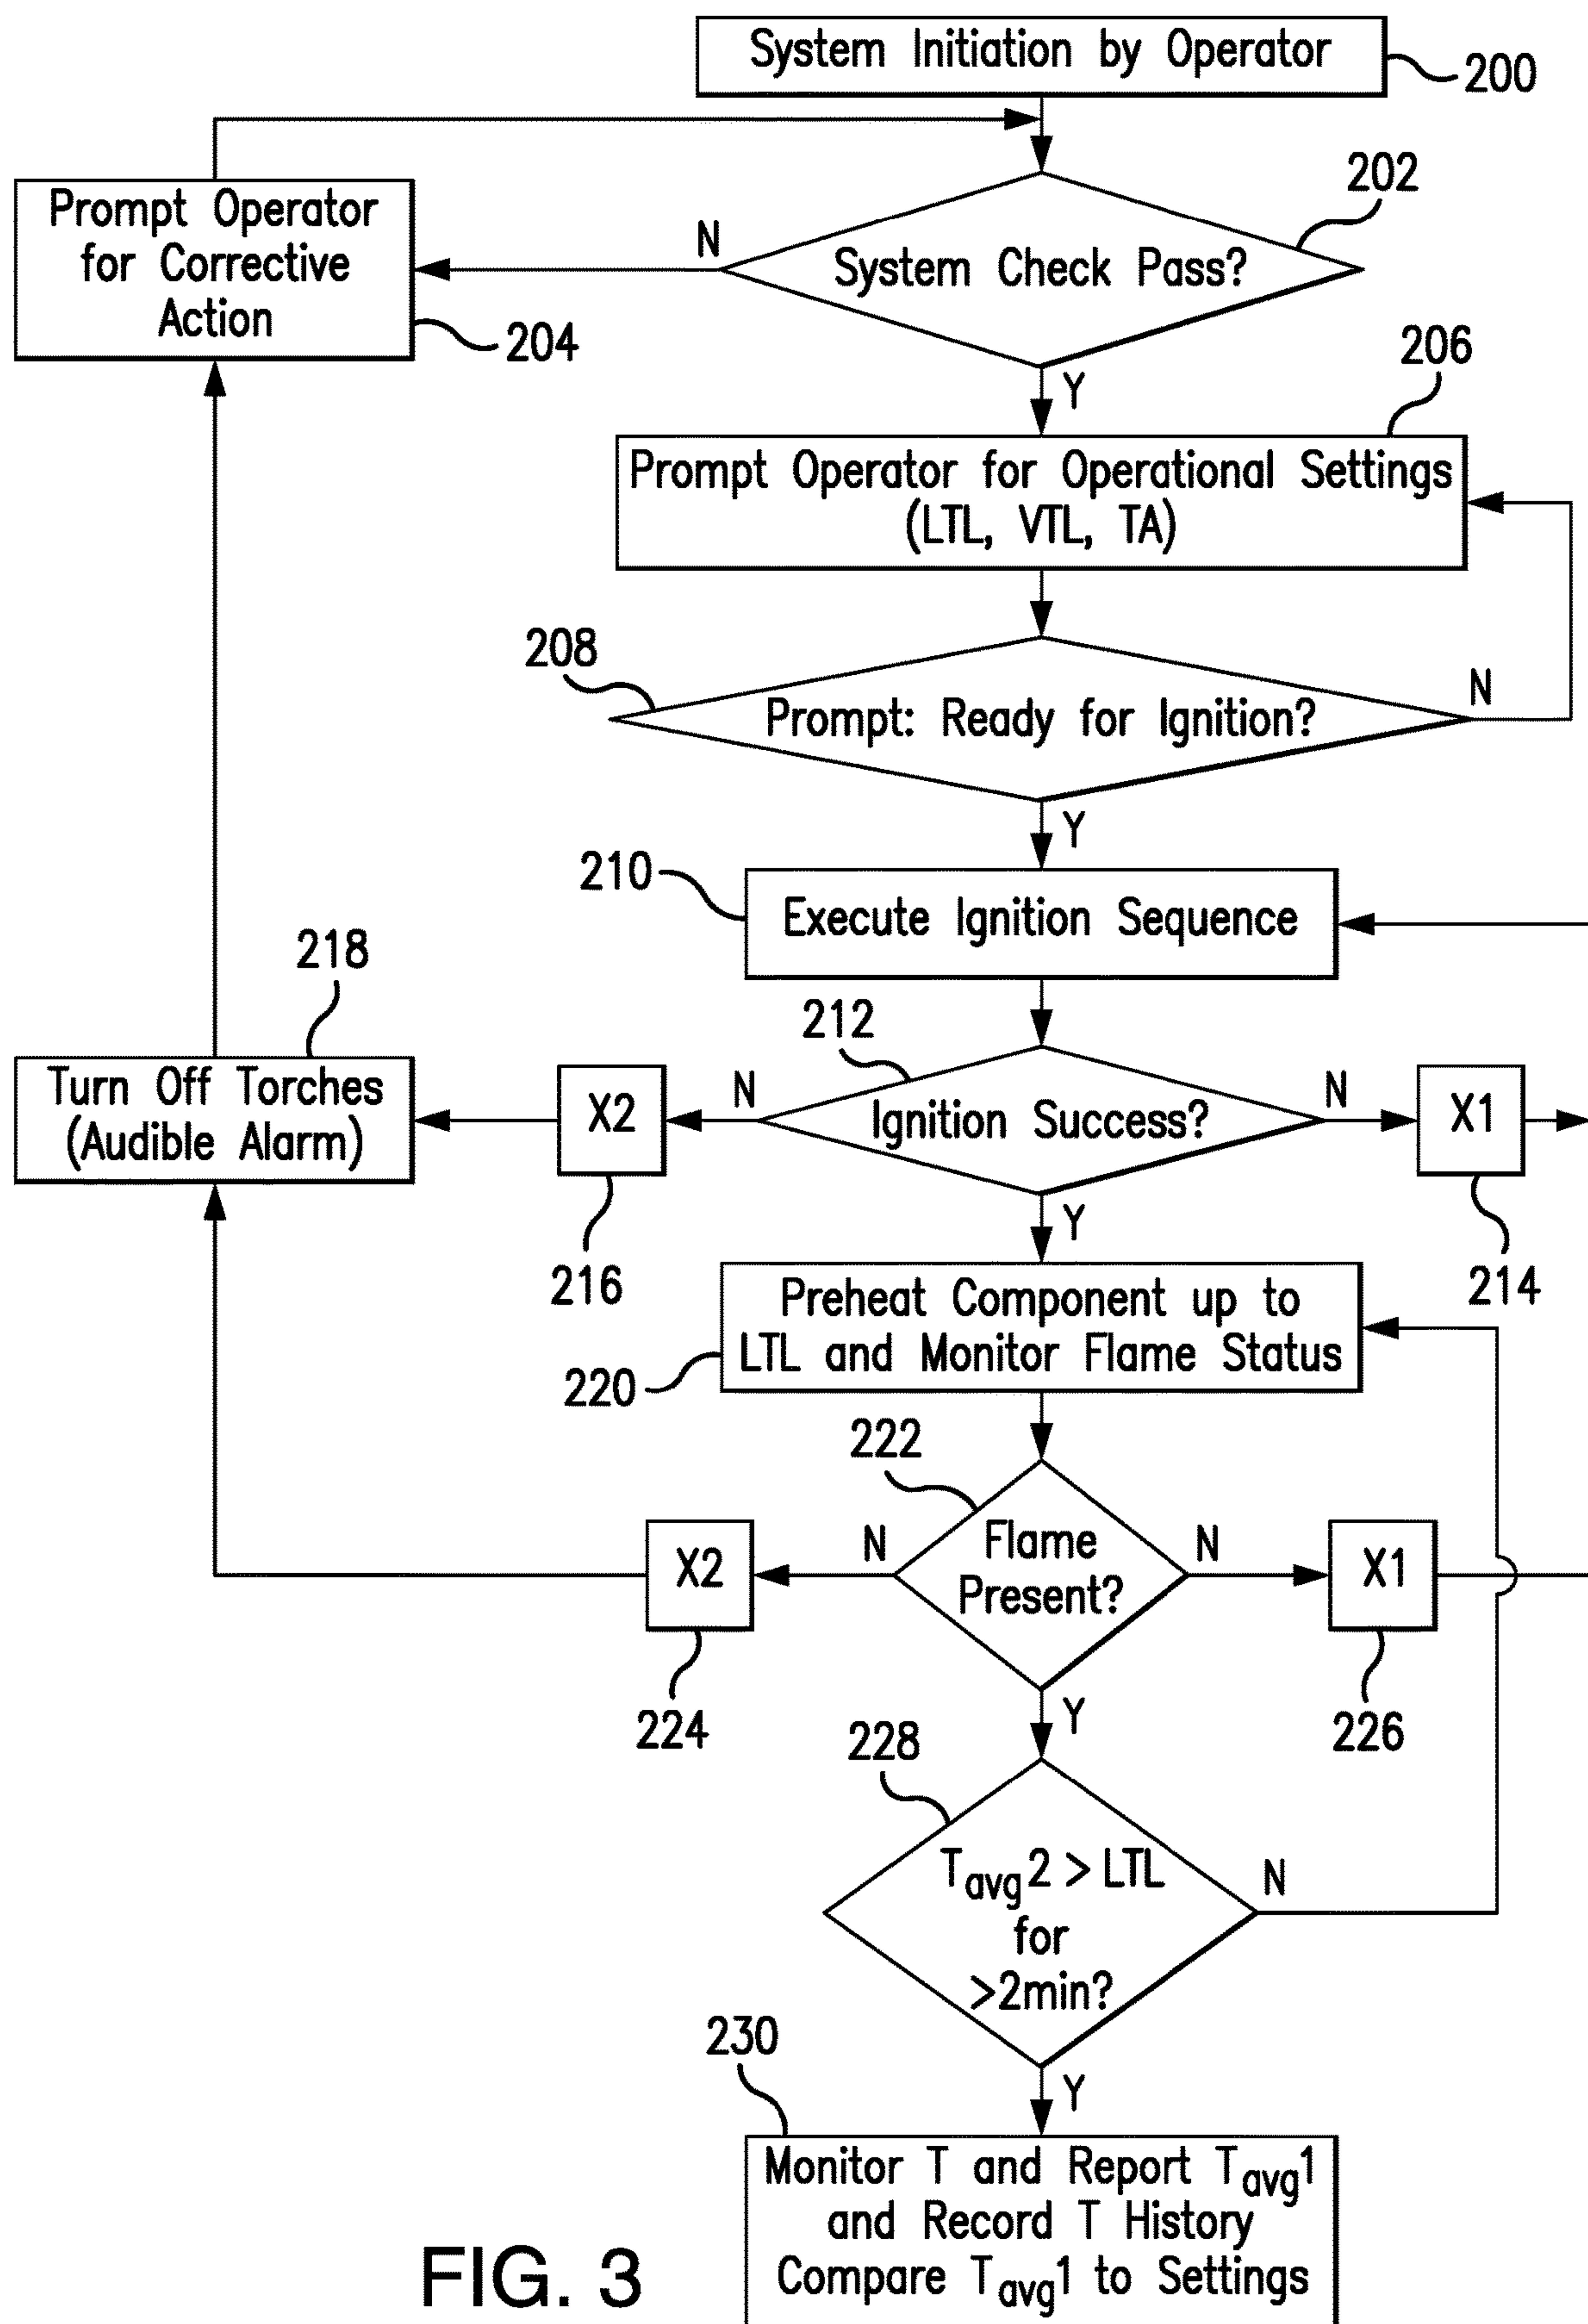 System Initiation by Operator
200
202
Prompt Operator
for Corrective
Action
N
System Check Pass?
204
206
Y
Prompt Operator for Operational Settings
(LTL, VTL, TA)
208
N
Prompt: Ready for Ignition?
Y
210
Execute Ignition Sequence
218
212
Turn Off Torches
(Audible Alarm)
X2
N
Ignition Success?
N
X1
216
Y
214
Preheat Component up to
LTL and Monitor Flame Status
220
222
X2
N
Flame
Present?
N
X1
224
Y
226
228
Tavg2 > LTL
for
>2min?
N
230
Y
Monitor T and Report Tavg1
and Record T History
Compare Tavg1 to Settings
FIG. 3